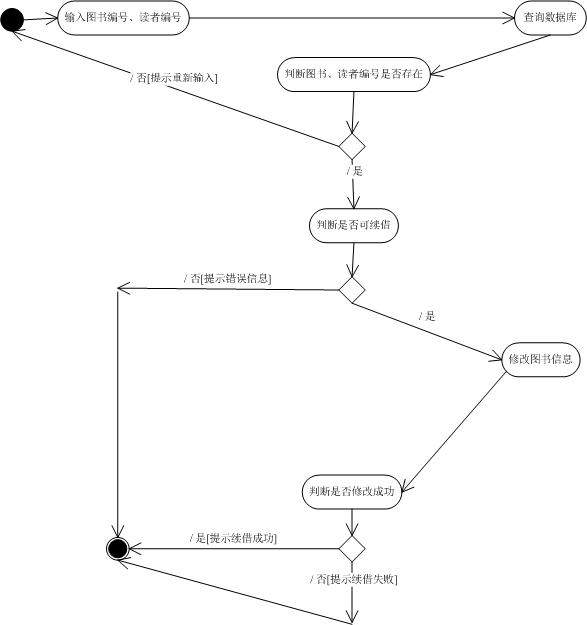 输入图书编号、读者编号
查询数据库
判断图书、读者编号是否存在
/ 否[提示重新输入]
/ 是
判断是否可续借
/ 否[提示错误信息]
/ 是
修改图书信息
判断是否修改成功
/ 是[提示续借成功]
/ 否[提示续借失败]